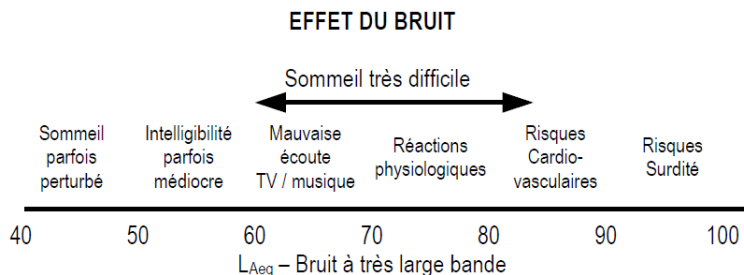 EFFET DU BRUIT
Sommeil très difficile
Sommeil
parfois
perturbé
Intelligibilité
parfois
médiocre
Mauvaise
écoute
TV / musique
Réactions
physiologiques
Risques
Cardio-
vasculaires
Risques
Surdité
40 50 60 70 80 90 100
LAeq – Bruit à très large bande